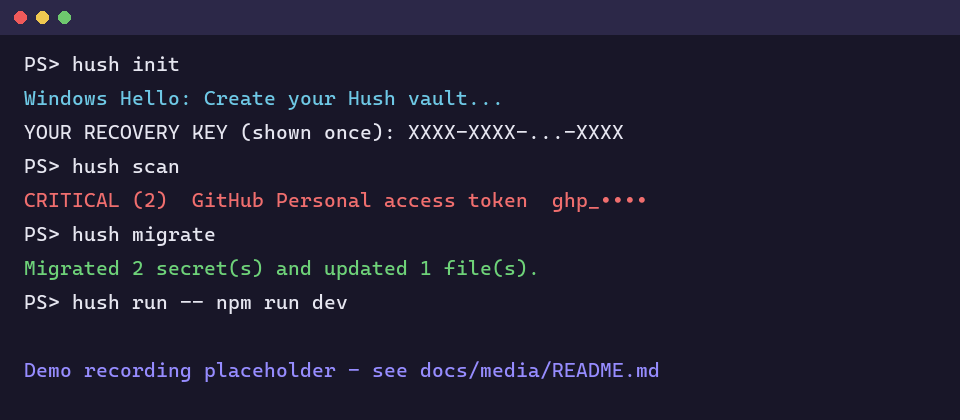 PS> hush init
Windows Hello: Create your Hush vault...
YOUR RECOVERY KEY (shown once): XXXX-XXXX-...-XXXX
PS> hush scan
CRITICAL (2)  GitHub Personal access token  ghp_••••
PS> hush migrate
Migrated 2 secret(s) and updated 1 file(s).
PS> hush run -- npm run dev
Demo recording placeholder - see docs/media/README.md